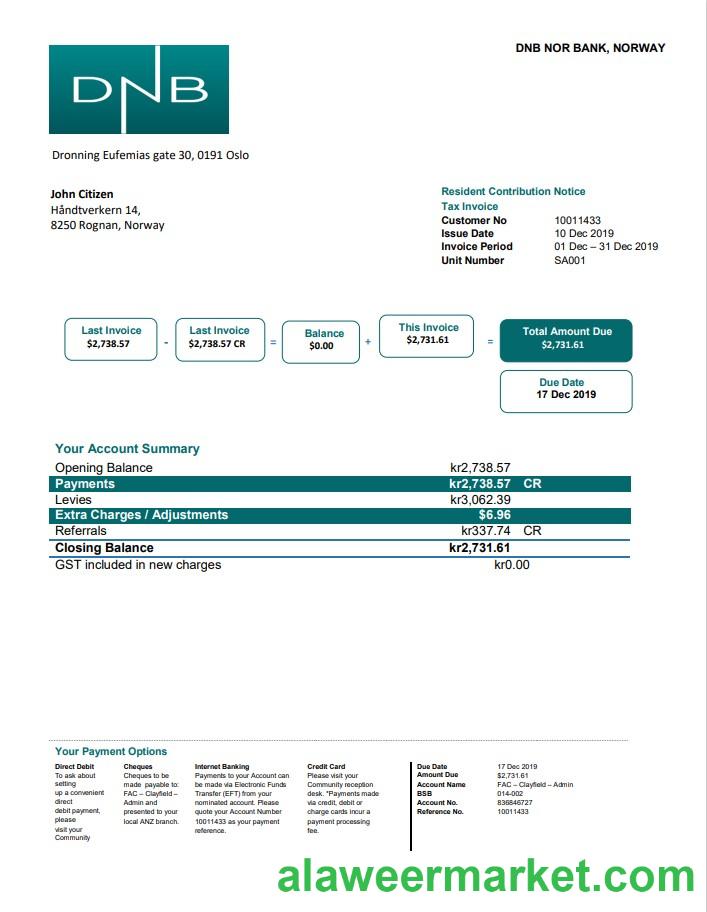 DNB NOR BANK, NORWAY
DNB
Dronning Eufemias gate 30, 0191 Oslo
John Citizen
Håndtverkern 14,
8250 Rognan, Norway
Resident Contribution Notice
Tax Invoice
Customer No 10011433
Issue Date 10 Dec 2019
Invoice Period 01 Dec – 31 Dec 2019
Unit Number SA001
Last Invoice
$2,738.57
-
Last Invoice
$2,738.57 CR
=
Balance
$0.00
+
This Invoice
$2,731.61
=
Total Amount Due
$2,731.61
Due Date
17 Dec 2019
Your Account Summary
Opening Balance kr2,738.57
Payments kr2,738.57 CR
Levies kr3,062.39
Extra Charges / Adjustments $6.96
Referrals kr337.74 CR
Closing Balance kr2,731.61
GST included in new charges kr0.00
Your Payment Options
Direct Debit
To ask about
setting
up a convenient
direct
debit payment,
please
visit your
Community
Cheques
Cheques to be
made payable to:
FAC – Clayfield –
Admin and
presented to your
local ANZ branch.
Internet Banking
Payments to your Account can
be made via Electronic Funds
Transfer (EFT) from your
nominated account. Please
quote your Account Number
10011433 as your payment
reference.
Credit Card
Please visit your
Community reception
desk. *Payments made
via credit, debit or
charge cards incur a
payment processing
fee.
Due Date 17 Dec 2019
Amount Due $2,731.61
Account Name FAC – Clayfield – Admin
BSB 014-002
Account No. 836846727
Reference No. 10011433
alaweermarket.com